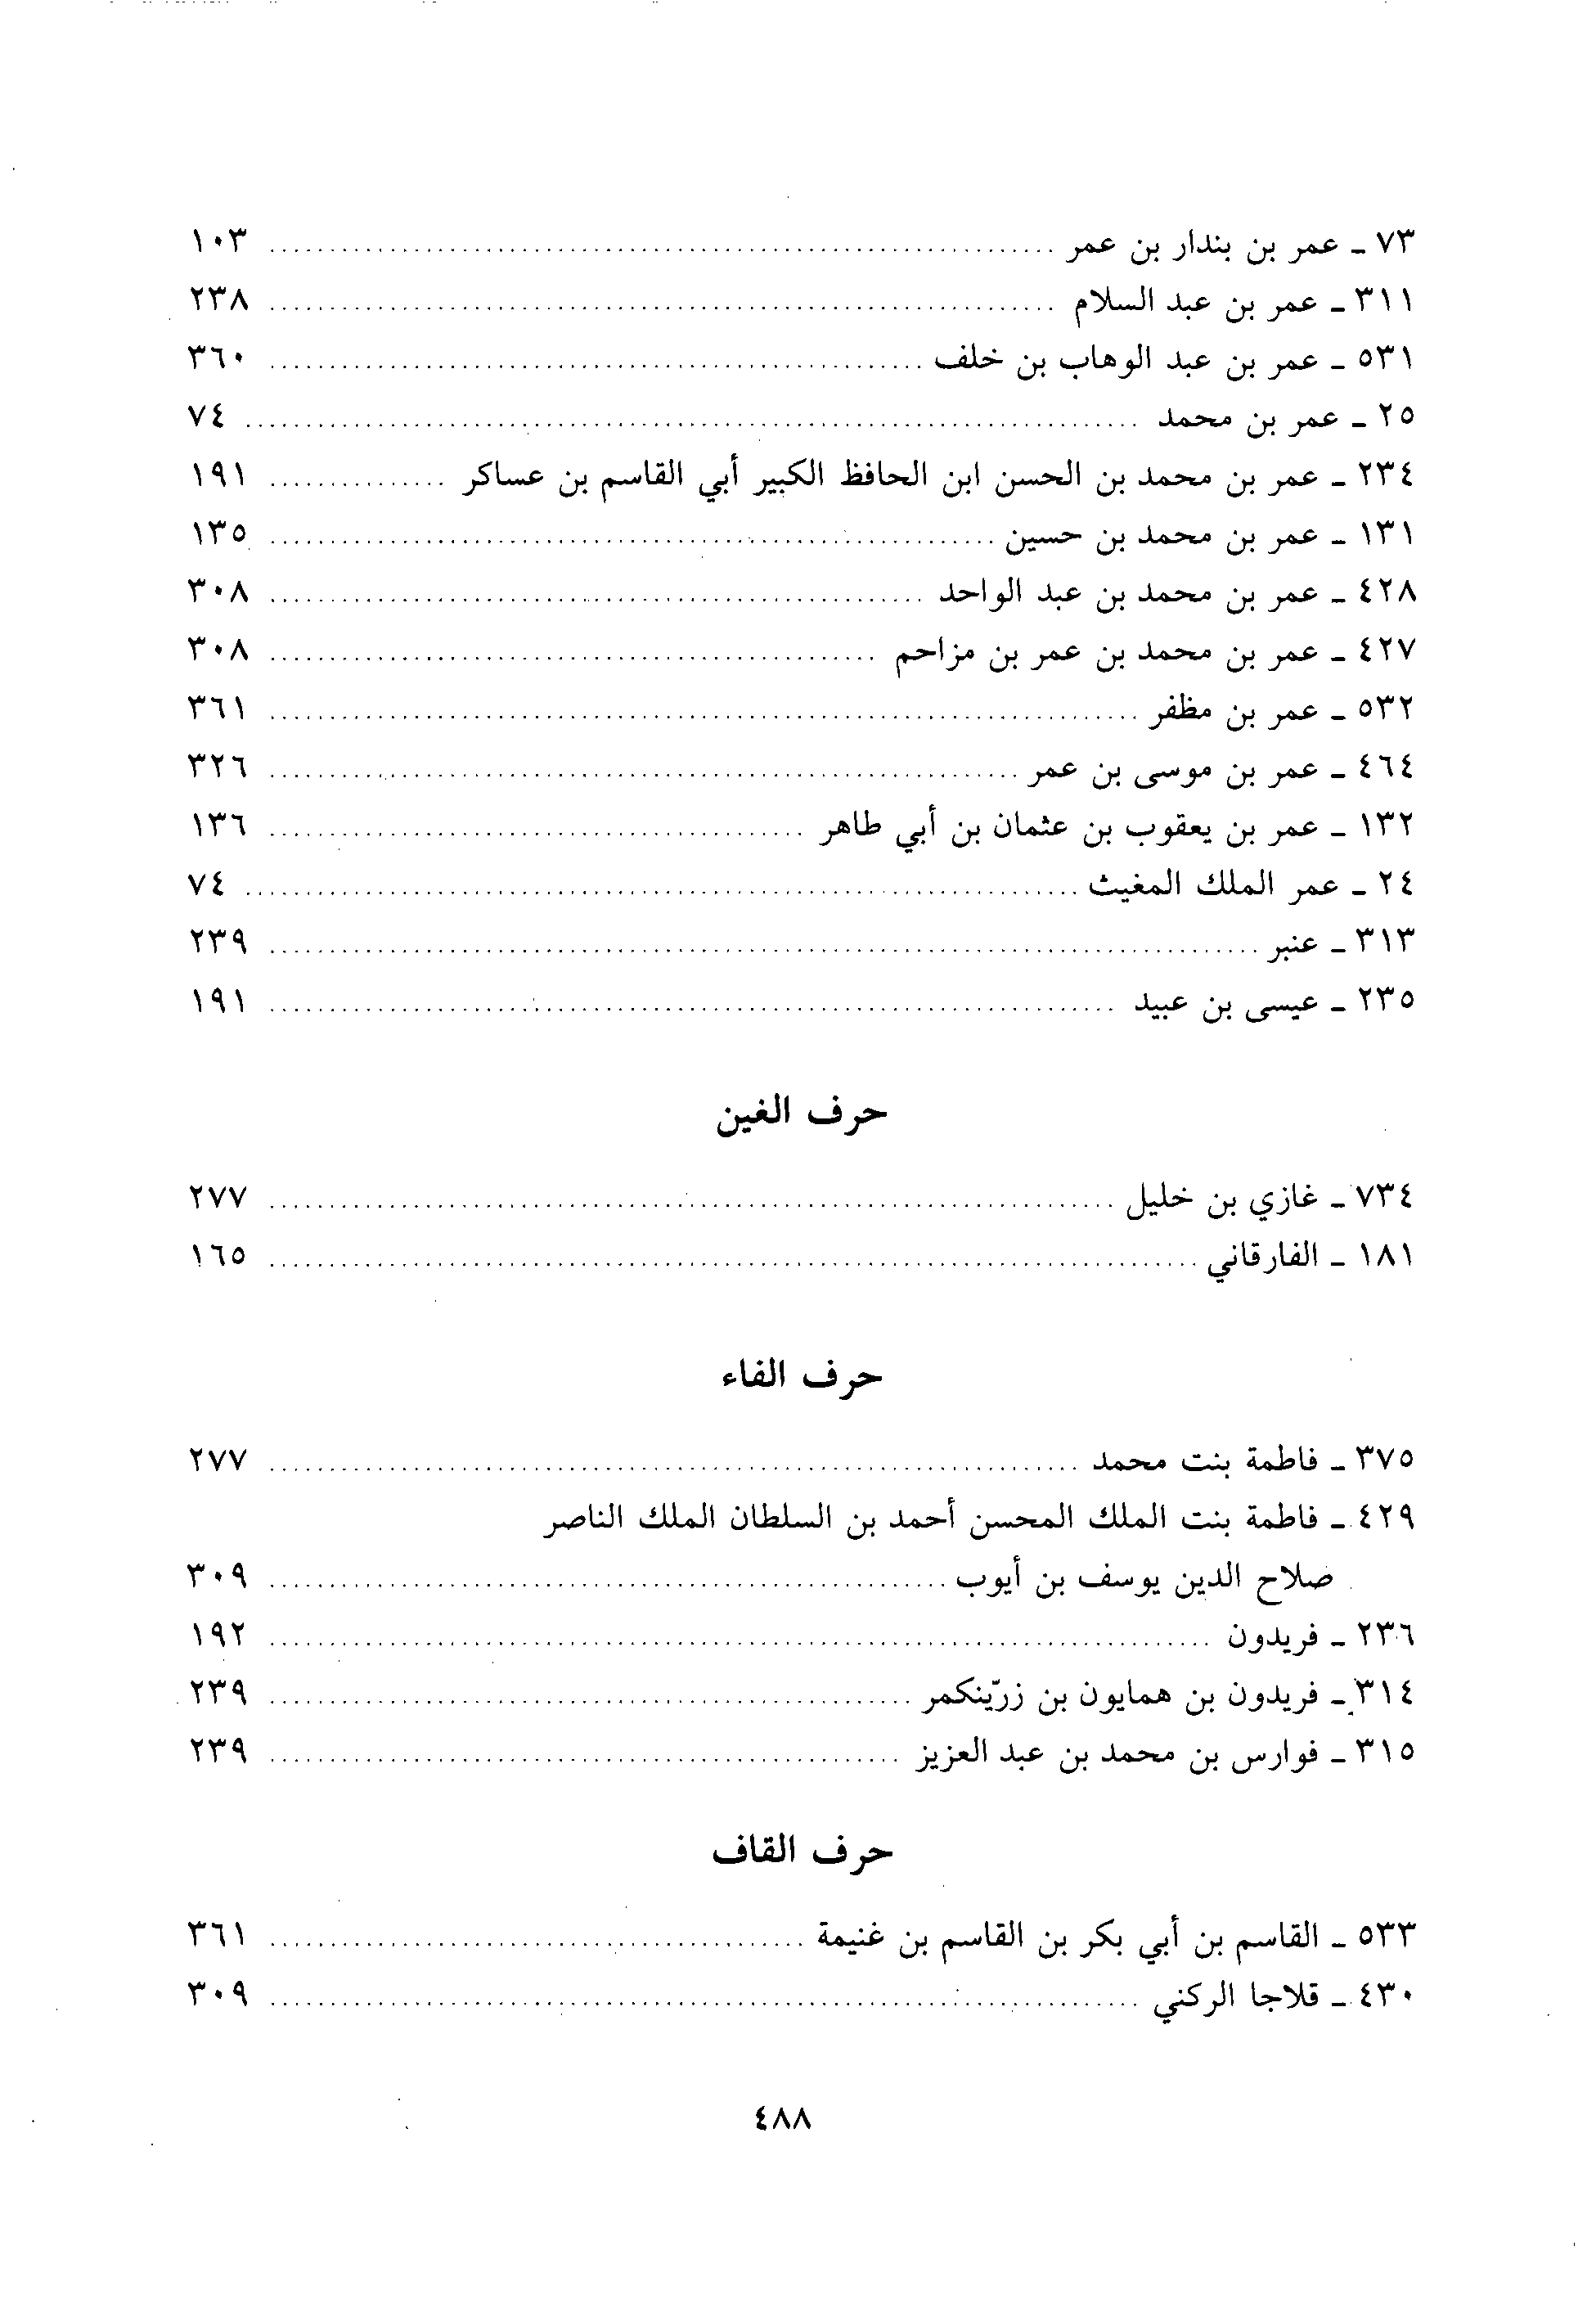 ٧٣ ـ عمر بن بندار بن عمر ........ ١٠٣
٣١١ ـ عمر بن عبد السلام ........ ٢٣٨
٥٣١ ـ عمر بن عبد الوهاب بن خلف ........ ٣٦٠
٢٥ ـ عمر بن محمد ........ ٧٤
٢٣٤ ـ عمر بن محمد بن الحسن ابن الحافظ الكبير أبي القاسم بن عساكر ........ ١٩١
١٣١ ـ عمر بن محمد بن حسين ........ ١٣٥
٤٢٨ ـ عمر بن محمد بن عبد الواحد ........ ٣٠٨
٤٢٧ ـ عمر بن محمد بن عمر بن مزاحم ........ ٣٠٨
٥٣٢ ـ عمر بن مظفر ........ ٣٦١
٤٦٤ ـ عمر بن موسى بن عمر ........ ٣٢٦
١٣٢ ـ عمر بن يعقوب بن عثمان بن أبي طاهر ........ ١٣٦
٢٤ ـ عمر الملك المغيث ........ ٧٤
٣١٣ ـ عنبر ........ ٢٣٩
٢٣٥ ـ عيسى بن عبيد ........ ١٩١
حرف الغين
٧٣٤ ـ غازي بن خليل ........ ٢٧٧
١٨١ ـ الفارقاني ........ ١٦٥
حرف الفاء
٣٧٥ ـ فاطمة بنت محمد ........ ٢٧٧
٤٢٩ ـ فاطمة بنت الملك المحسن أحمد بن السلطان الملك الناصر
صلاح الدين يوسف بن أيوب ........ ٣٠٩
٢٣٦ ـ فريدون ........ ١٩٢
٣١٤ ـ فريدون بن همايون بن زرّينكمر ........ ٢٣٩
٣١٥ ـ فوارس بن محمد بن عبد العزيز ........ ٢٣٩
حرف القاف
٥٣٣ ـ القاسم بن أبي بكر بن القاسم بن غنيمة ........ ٣٦١
٤٣٠ ـ قلاجا الركني ........ ٣٠٩
٤٨٨